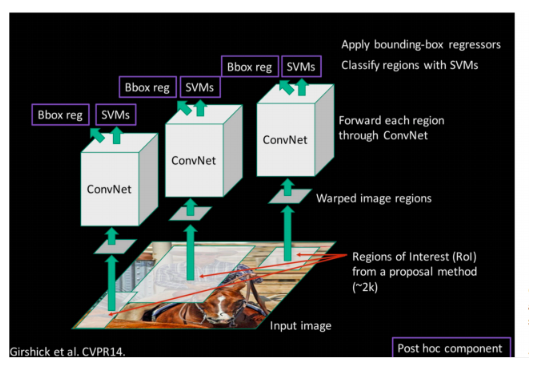 Apply bounding-box regressors
Bbox reg SVMs
Classify regions with SVMs
Bbox reg SVMs
Bbox reg SVMs
Forward each region
through ConvNet
ConvNet
ConvNet
ConvNet
Warped image regions
Regions of Interest (RoI)
from a proposal method
(~2k)
Input image
Girshick et al. CVPR14.
Post hoc component